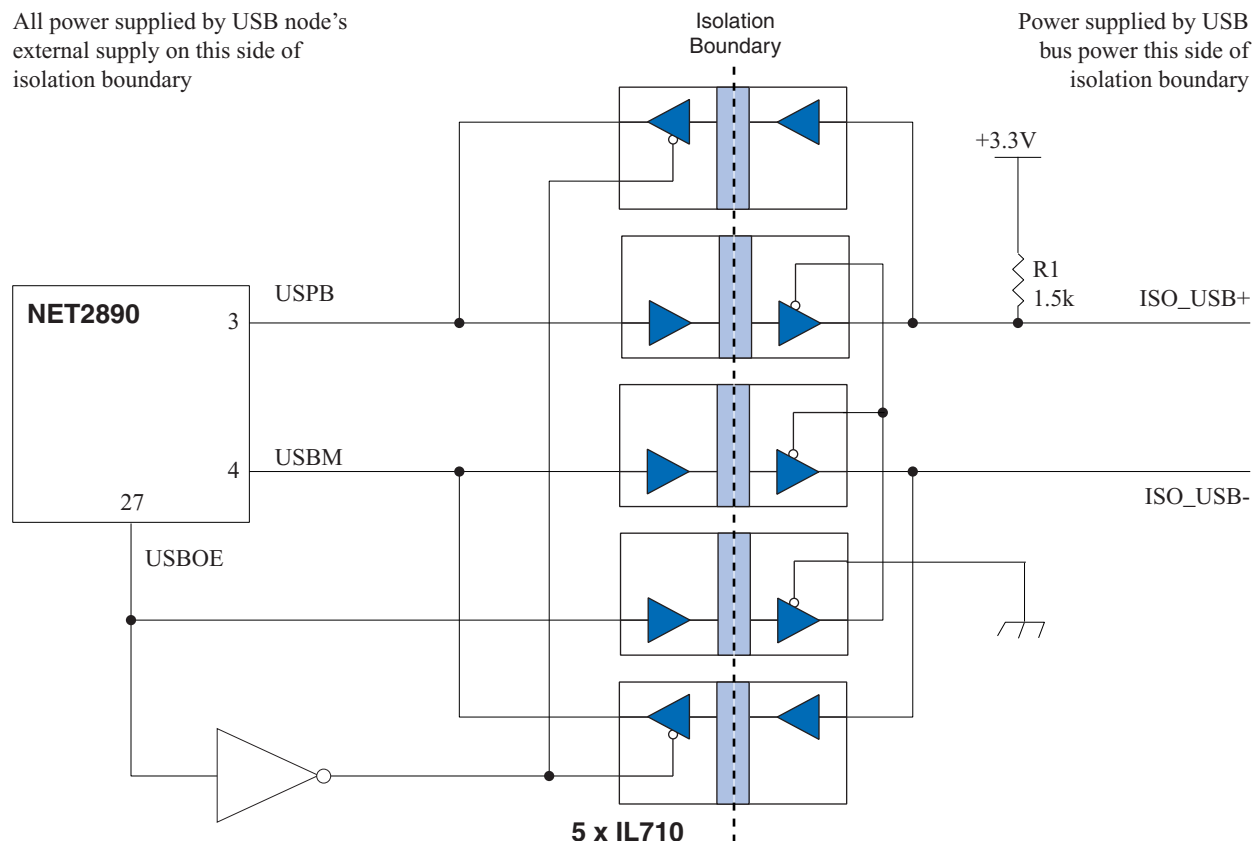 All power supplied by USB node’s
external supply on this side of
isolation boundary
Isolation
Boundary
Power supplied by USB
bus power this side of
isolation boundary
+3.3V
R1
1.5k
NET2890
3
USPB
ISO_USB+
4
USBM
ISO_USB-
27
USBOE
5 x IL710